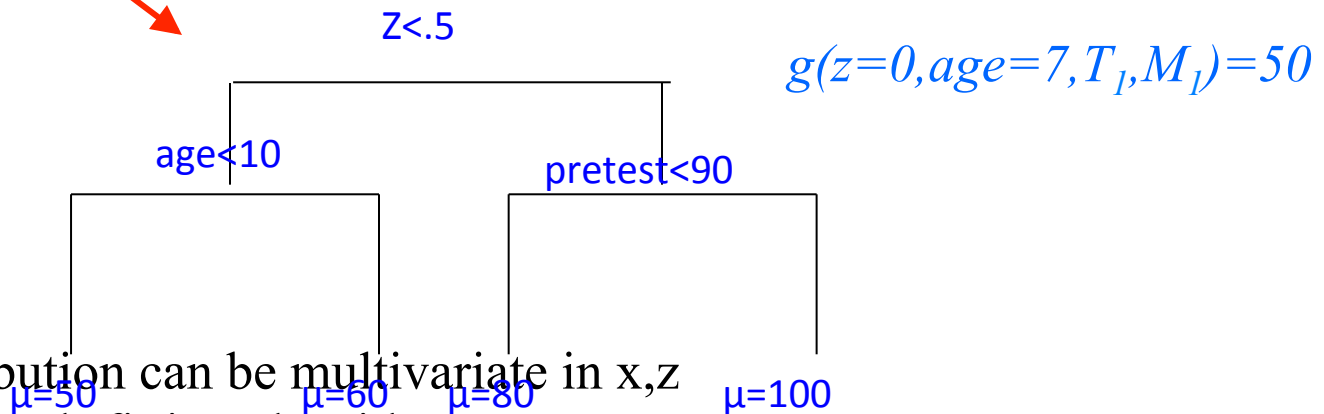 Z<.5
g(z=0,age=7,T1,M1)=50
age<10
pretest<90
can be multivariate in x,z
μ=50 μ=60 μ=80 μ=100